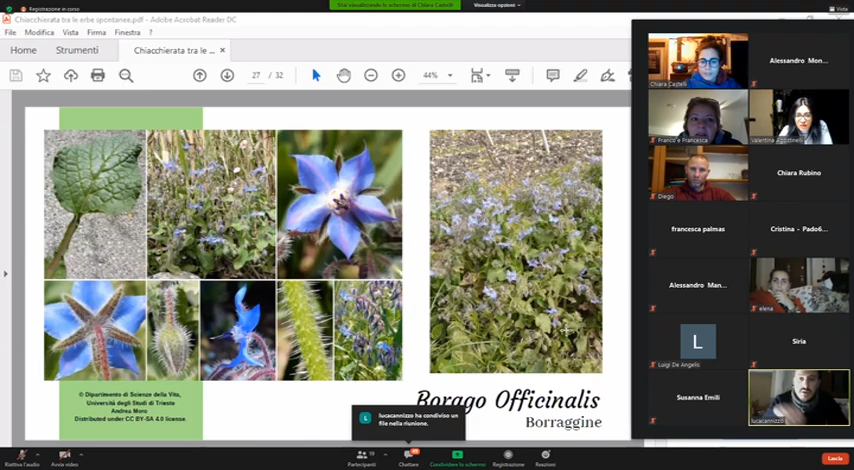 Registrazione in corso
Stai visualizzando lo schermo di Chiara Castelli
Visualizza opzioni
Vista
Chiacchierata tra le erbe spontanee.pdf - Adobe Acrobat Reader DC
File Modifica Vista Firma Finestra ?
Home Strumenti Chiacchierata tra le ... ×
27 / 32 44%
Chiara Castelli
Alessandro Mon...
Franco e Francesca
Valentina Agostinelli
Diego
Chiara Rubino
francesca palmas
Cristina - Pado6...
Alessandro Man...
elena
L
Luigi De Angelis
Siria
Susanna Emili
lucacannizzo
© Dipartimento di Scienze della Vita,
Università degli Studi di Trieste
Andrea Moro
Distributed under CC BY-SA 4.0 license.
Borago Officinalis
Borraggine
L
lucacannizzo ha condiviso un
file nella riunione.
Riattiva l'audio
Avvia video
Partecipanti
19
Chattare
Condividere lo schermo
Registrazione
Reazioni
Lascia